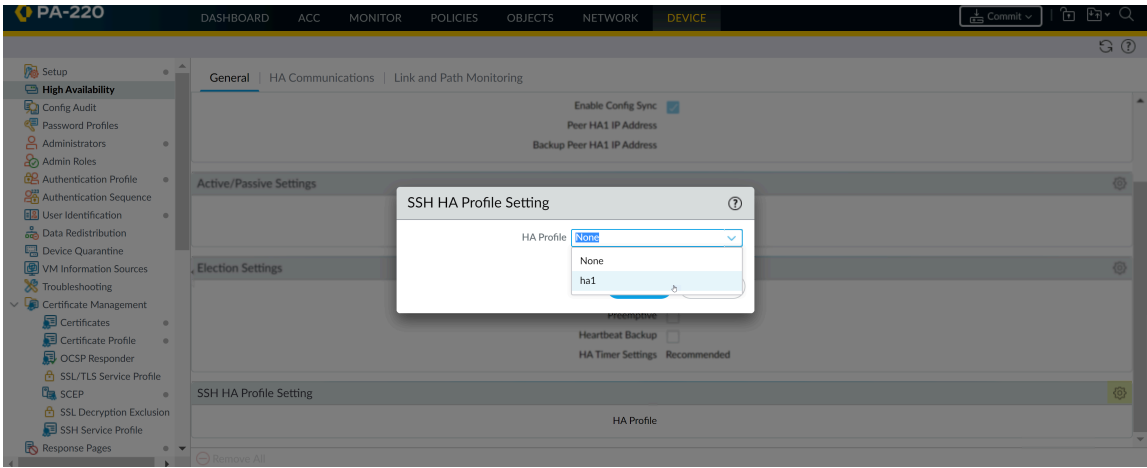 PA-220
DASHBOARD ACC MONITOR POLICIES OBJECTS NETWORK DEVICE
Commit
Setup
High Availability
Config Audit
Password Profiles
Administrators
Admin Roles
Authentication Profile
Authentication Sequence
User Identification
Data Redistribution
Device Quarantine
VM Information Sources
Troubleshooting
Certificate Management
Certificates
Certificate Profile
OCSP Responder
SSL/TLS Service Profile
SCEP
SSL Decryption Exclusion
SSH Service Profile
Response Pages
General | HA Communications | Link and Path Monitoring
Enable Config Sync
Peer HA1 IP Address
Backup Peer HA1 IP Address
Active/Passive Settings
SSH HA Profile Setting
HA Profile None
None
ha1
Election Settings
Preemptive
Heartbeat Backup
HA Timer Settings Recommended
SSH HA Profile Setting
HA Profile
Remove All